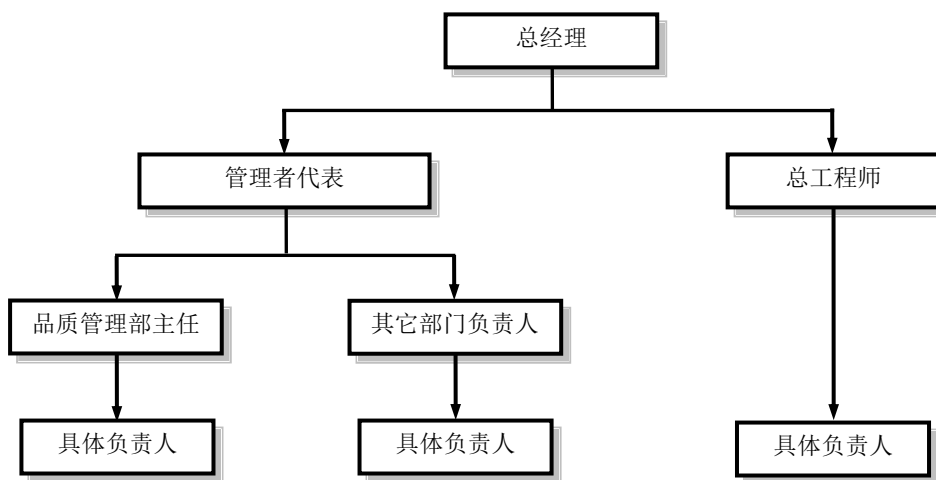 总经理
管理者代表
总工程师
品质管理部主任
其它部门负责人
具体负责人
具体负责人
具体负责人